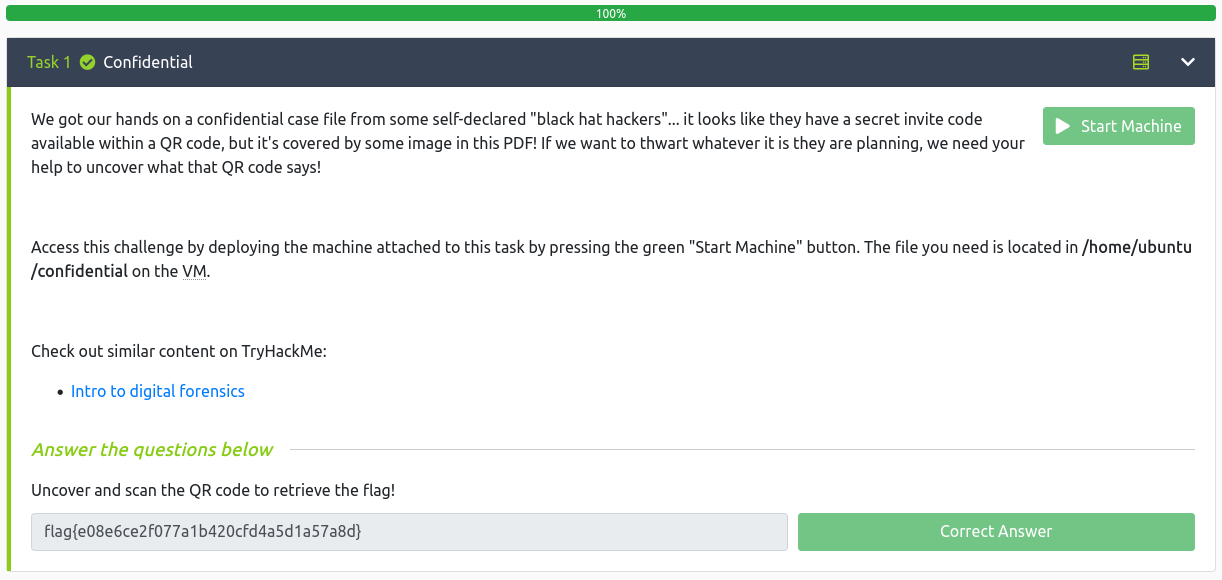 100%
Task 1 Confidential
We got our hands on a confidential case file from some self-declared "black hat hackers"... it looks like they have a secret invite code
Start Machine
available within a QR code, but it's covered by some image in this PDF! If we want to thwart whatever it is they are planning, we need your
help to uncover what that QR code says!
Access this challenge by deploying the machine attached to this task by pressing the green "Start Machine" button. The file you need is located in /home/ubuntu
/confidential on the VM.
Check out similar content on TryHackMe:
• Intro to digital forensics
Answer the questions below
Uncover and scan the QR code to retrieve the flag!
flag{e08e6ce2f077a1b420cfd4a5d1a57a8d}
Correct Answer